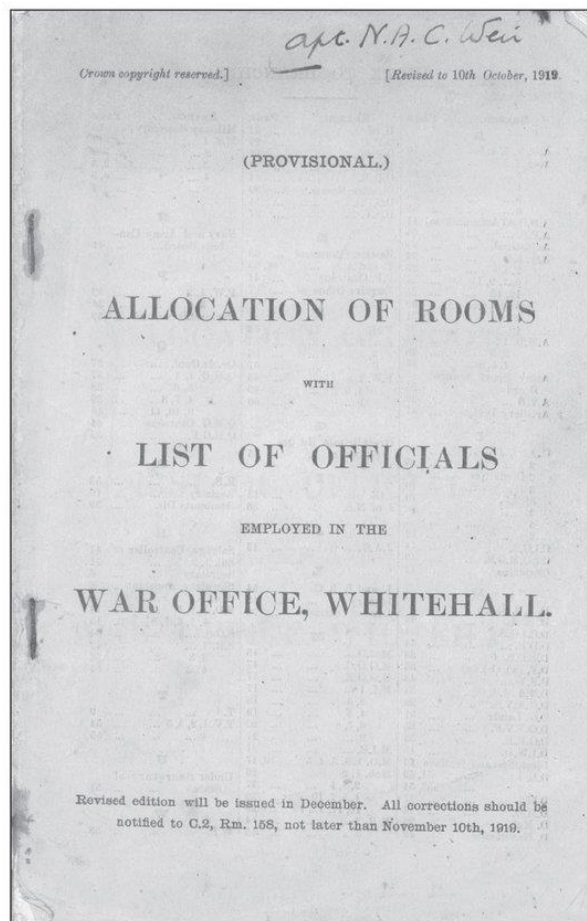 apt. N.A.C. Weir
Crown copyright reserved.] [Revised to 10th October, 1919.
(PROVISIONAL.)
ALLOCATION OF ROOMS
WITH
LIST OF OFFICIALS
EMPLOYED IN THE
WAR OFFICE, WHITEHALL.
Revised edition will be issued in December. All corrections should be
notified to C.2, Rm. 158, not later than November 10th, 1919.